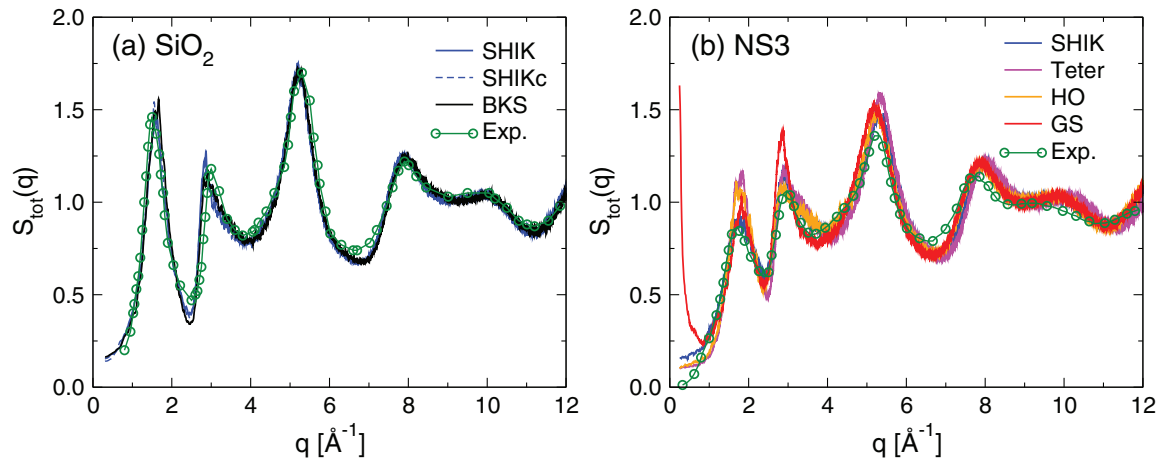 (a) SiO2
SHIK
SHIKc
BKS
Exp.
Stot(q)
2.0
1.5
1.0
0.5
0.0
0 2 4 6 8 10 12
q [Å-1]
(b) NS3
SHIK
Teter
HO
GS
Exp.
Stot(q)
2.0
1.5
1.0
0.5
0.0
0 2 4 6 8 10 12
q [Å-1]